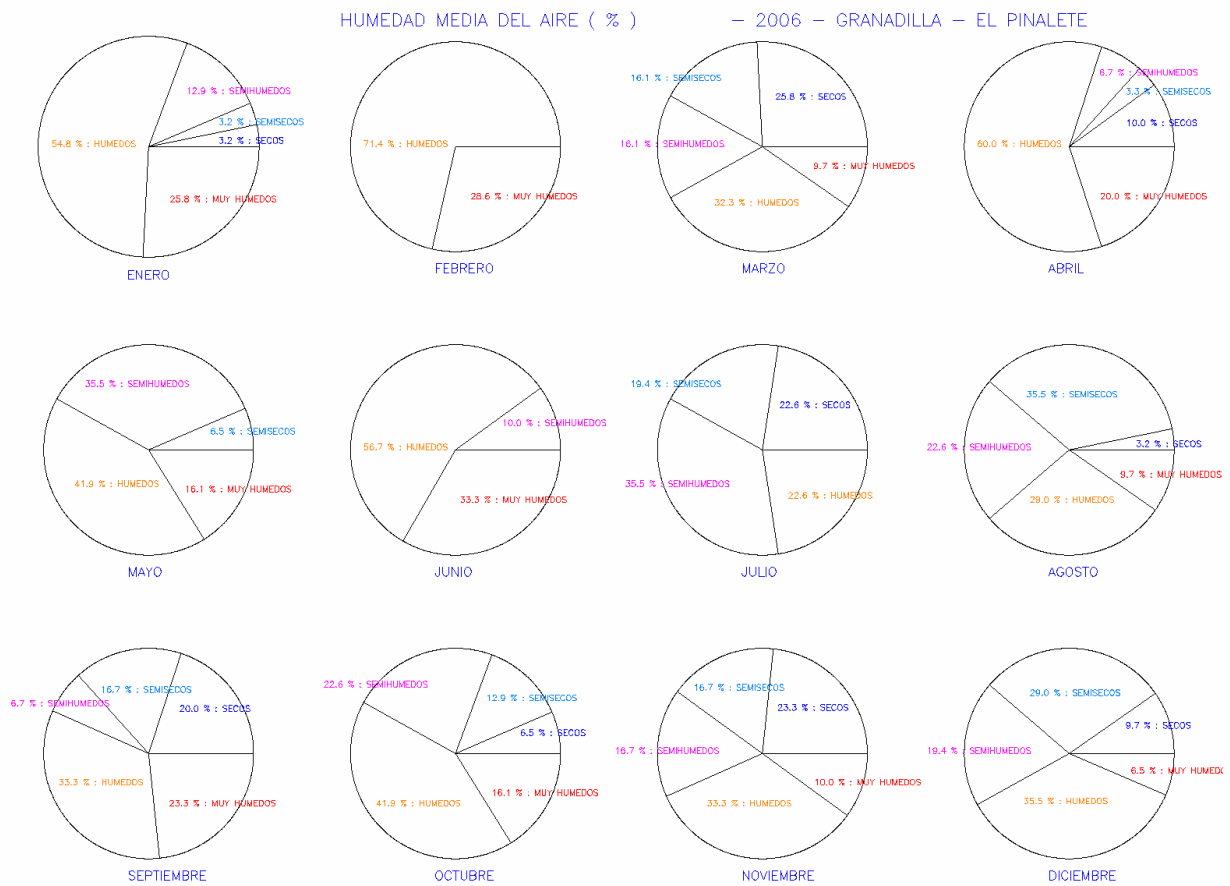 HUMEDAD MEDIA DEL AIRE ( % ) – 2006 – GRANADILLA – EL PINALETE
12.9 % : SEMIHUMEDOS
3.2 % : SEMISECOS
54.8 % : HUMEDOS
3.2 % : SECOS
25.8 % : MUY HUMEDOS
ENERO
71.4 % : HUMEDOS
28.6 % : MUY HUMEDOS
FEBRERO
16.1 % : SEMISECOS
25.8 % : SECOS
16.1 % : SEMIHUMEDOS
9.7 % : MUY HUMEDOS
32.3 % : HUMEDOS
MARZO
6.7 % : SEMIHUMEDOS
3.3 % : SEMISECOS
10.0 % : SECOS
60.0 % : HUMEDOS
20.0 % : MUY HUMEDOS
ABRIL
35.5 % : SEMIHUMEDOS
6.5 % : SEMISECOS
41.9 % : HUMEDOS
16.1 % : MUY HUMEDOS
MAYO
10.0 % : SEMIHUMEDOS
56.7 % : HUMEDOS
33.3 % : MUY HUMEDOS
JUNIO
19.4 % : SEMISECOS
22.6 % : SECOS
35.5 % : SEMIHUMEDOS
22.6 % : HUMEDOS
JULIO
35.5 % : SEMISECOS
3.2 % : SECOS
22.6 % : SEMIHUMEDOS
9.7 % : MUY HUMEDOS
29.0 % : HUMEDOS
AGOSTO
16.7 % : SEMISECOS
6.7 % : SEMIHUMEDOS
20.0 % : SECOS
33.3 % : HUMEDOS
23.3 % : MUY HUMEDOS
SEPTIEMBRE
22.6 % : SEMIHUMEDOS
12.9 % : SEMISECOS
6.5 % : SECOS
41.9 % : HUMEDOS
16.1 % : MUY HUMEDOS
OCTUBRE
16.7 % : SEMISECOS
23.3 % : SECOS
16.7 % : SEMIHUMEDOS
10.0 % : MUY HUMEDOS
33.3 % : HUMEDOS
NOVIEMBRE
29.0 % : SEMISECOS
9.7 % : SECOS
19.4 % : SEMIHUMEDOS
6.5 % : MUY HUMEDO
35.5 % : HUMEDOS
DICIEMBRE